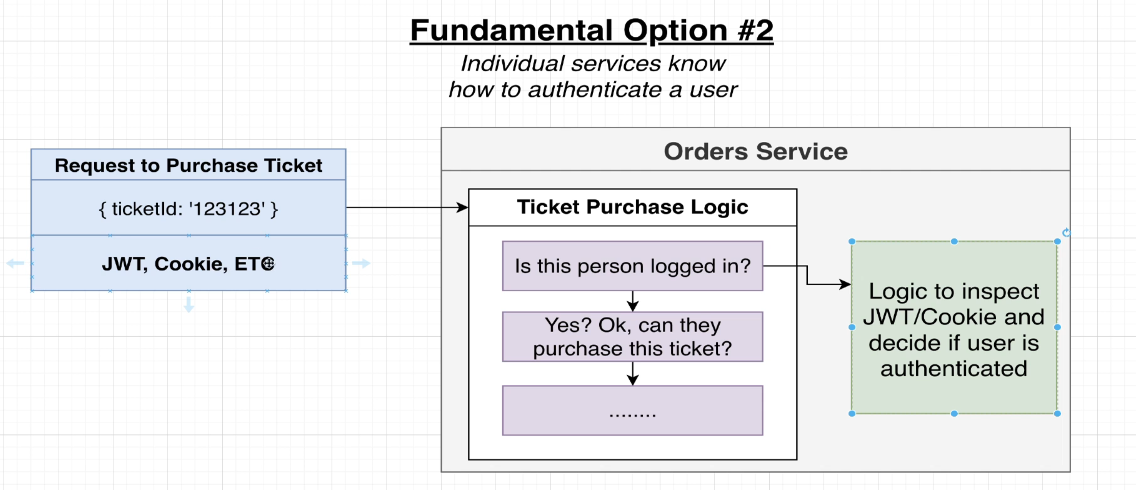 Fundamental Option #2
Individual services know
how to authenticate a user
Orders Service
Request to Purchase Ticket
{ ticketId: '123123' }
JWT, Cookie, ETC
Ticket Purchase Logic
Is this person logged in?
Yes? Ok, can they
purchase this ticket?
........
Logic to inspect
JWT/Cookie and
decide if user is
authenticated